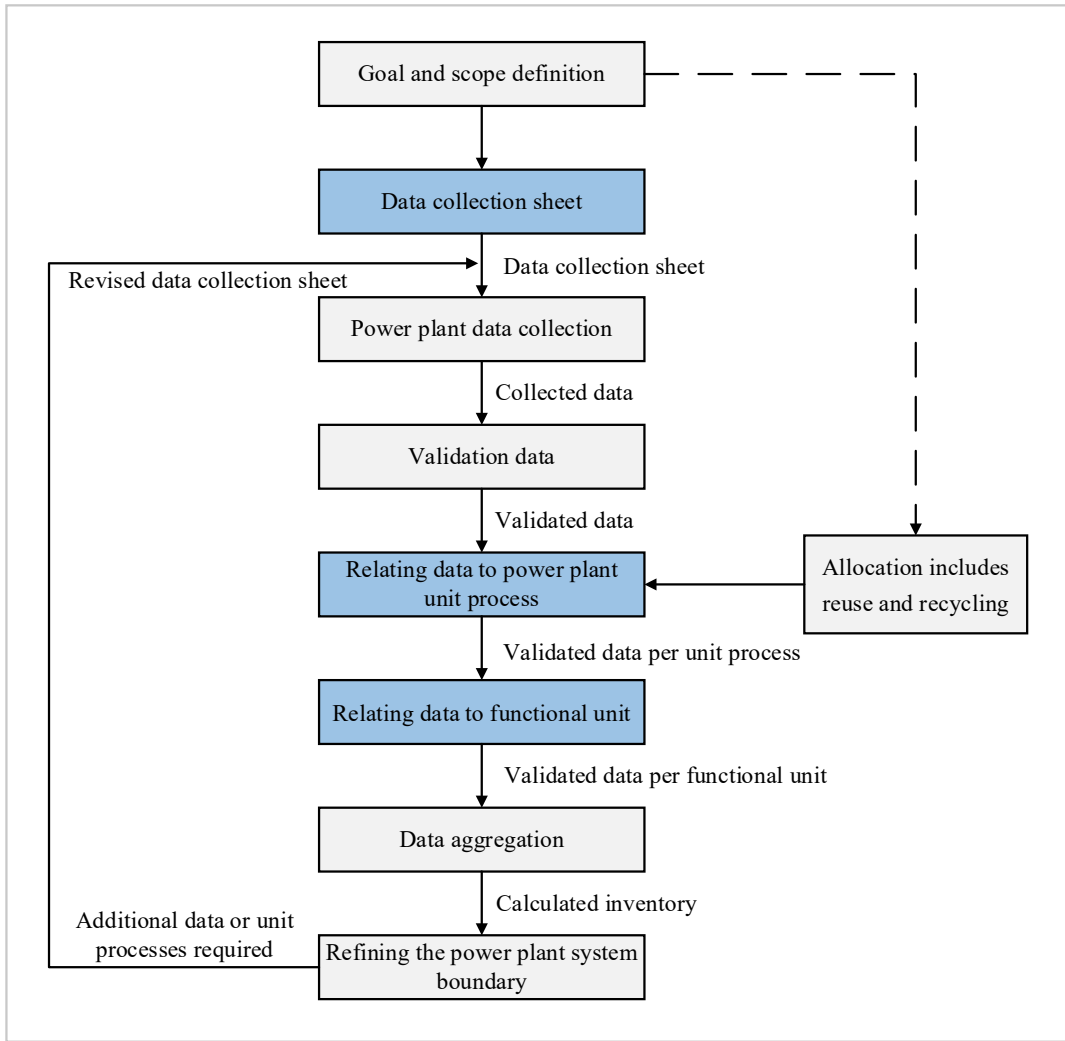 Goal and scope definition
Data collection sheet
Revised data collection sheet
Data collection sheet
Power plant data collection
Collected data
Validation data
Validated data
Relating data to power plant
unit process
Allocation includes
reuse and recycling
Validated data per unit process
Relating data to functional unit
Validated data per functional unit
Data aggregation
Calculated inventory
Additional data or unit
processes required
Refining the power plant system
boundary